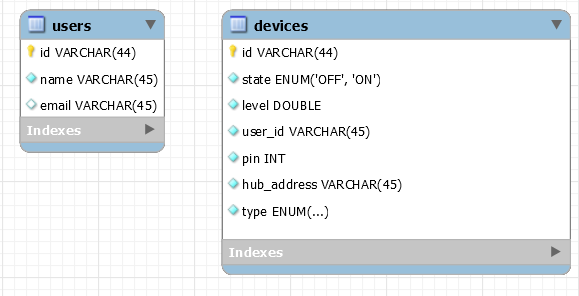 users
id VARCHAR(44)
name VARCHAR(45)
email VARCHAR(45)
Indexes
devices
id VARCHAR(44)
state ENUM('OFF', 'ON')
level DOUBLE
user_id VARCHAR(45)
pin INT
hub_address VARCHAR(45)
type ENUM(...)
Indexes